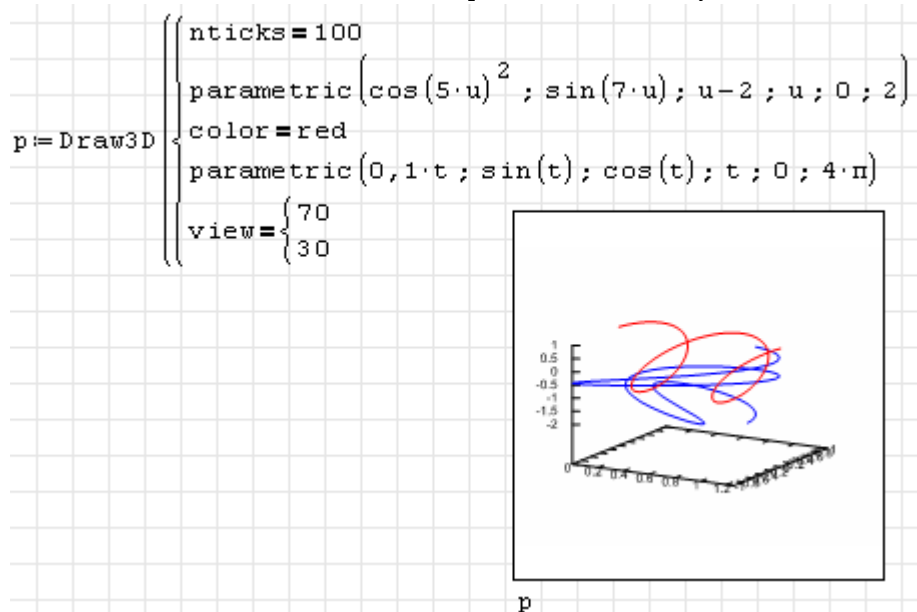 nticks=100
parametric(cos(5·u)² ; sin(7·u) ; u-2 ; u ; 0 ; 2)
p≔Draw3D
color=red
parametric(0,1·t ; sin(t) ; cos(t) ; t ; 0 ; 4·π)
view={70
30
1
0.5
0
-0.5
-1
-1.5
-2
0 0.2 0.4 0.6 0.8 1 1.2
p